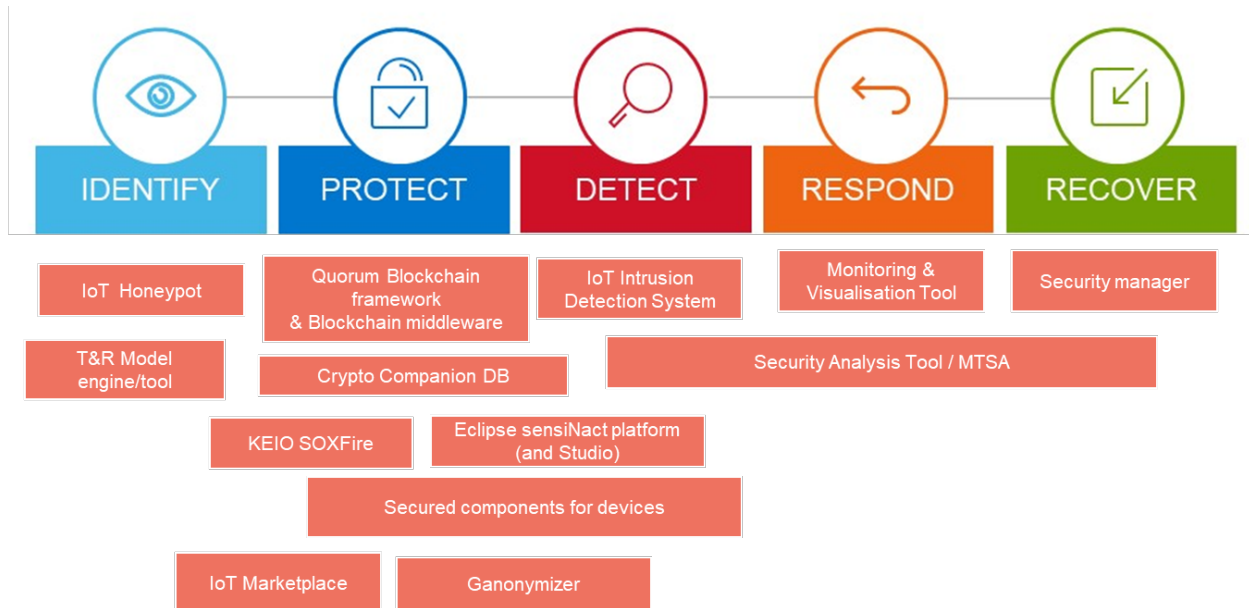 IDENTIFY
PROTECT
DETECT
RESPOND
RECOVER
IoT Honeypot
Quorum Blockchain
framework
& Blockchain middleware
IoT Intrusion
Detection System
Monitoring &
Visualisation Tool
Security manager
T&R Model
engine/tool
Crypto Companion DB
Security Analysis Tool / MTSA
KEIO SOXFire
Eclipse sensiNact platform
(and Studio)
Secured components for devices
IoT Marketplace
Ganonymizer